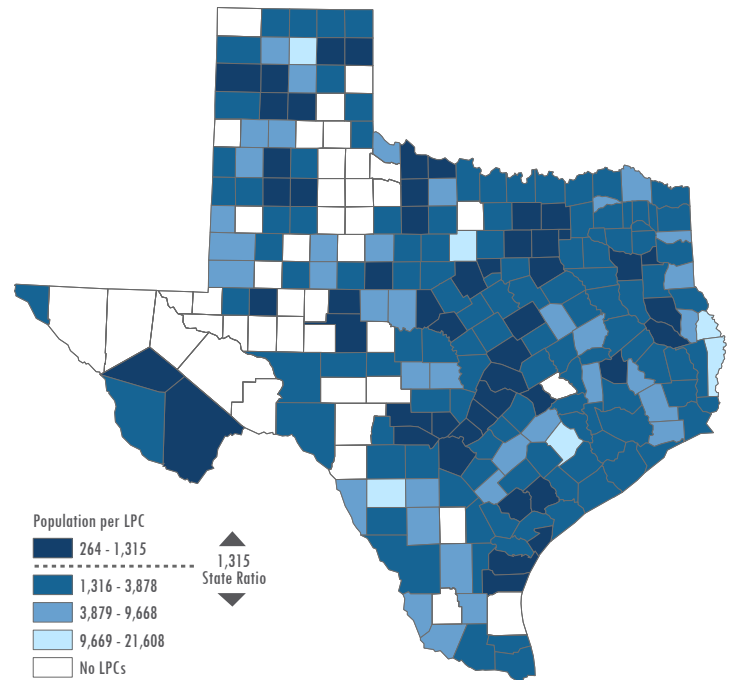 Population per LPC
264 - 1,315
1,315
State Ratio
1,316 - 3,878
3,879 - 9,668
9,669 - 21,608
No LPCs